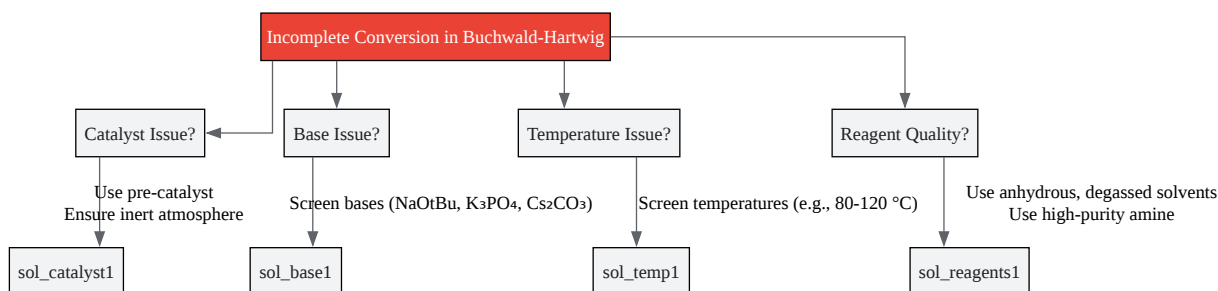 Incomplete Conversion in Buchwald-Hartwig
Catalyst Issue?
Base Issue?
Temperature Issue?
Reagent Quality?
Use pre-catalyst
Ensure inert atmosphere
Screen bases (NaOtBu, K₃PO₄, Cs₂CO₃)
Screen temperatures (e.g., 80-120 °C)
Use anhydrous, degassed solvents
Use high-purity amine
sol_catalyst1
sol_base1
sol_temp1
sol_reagents1